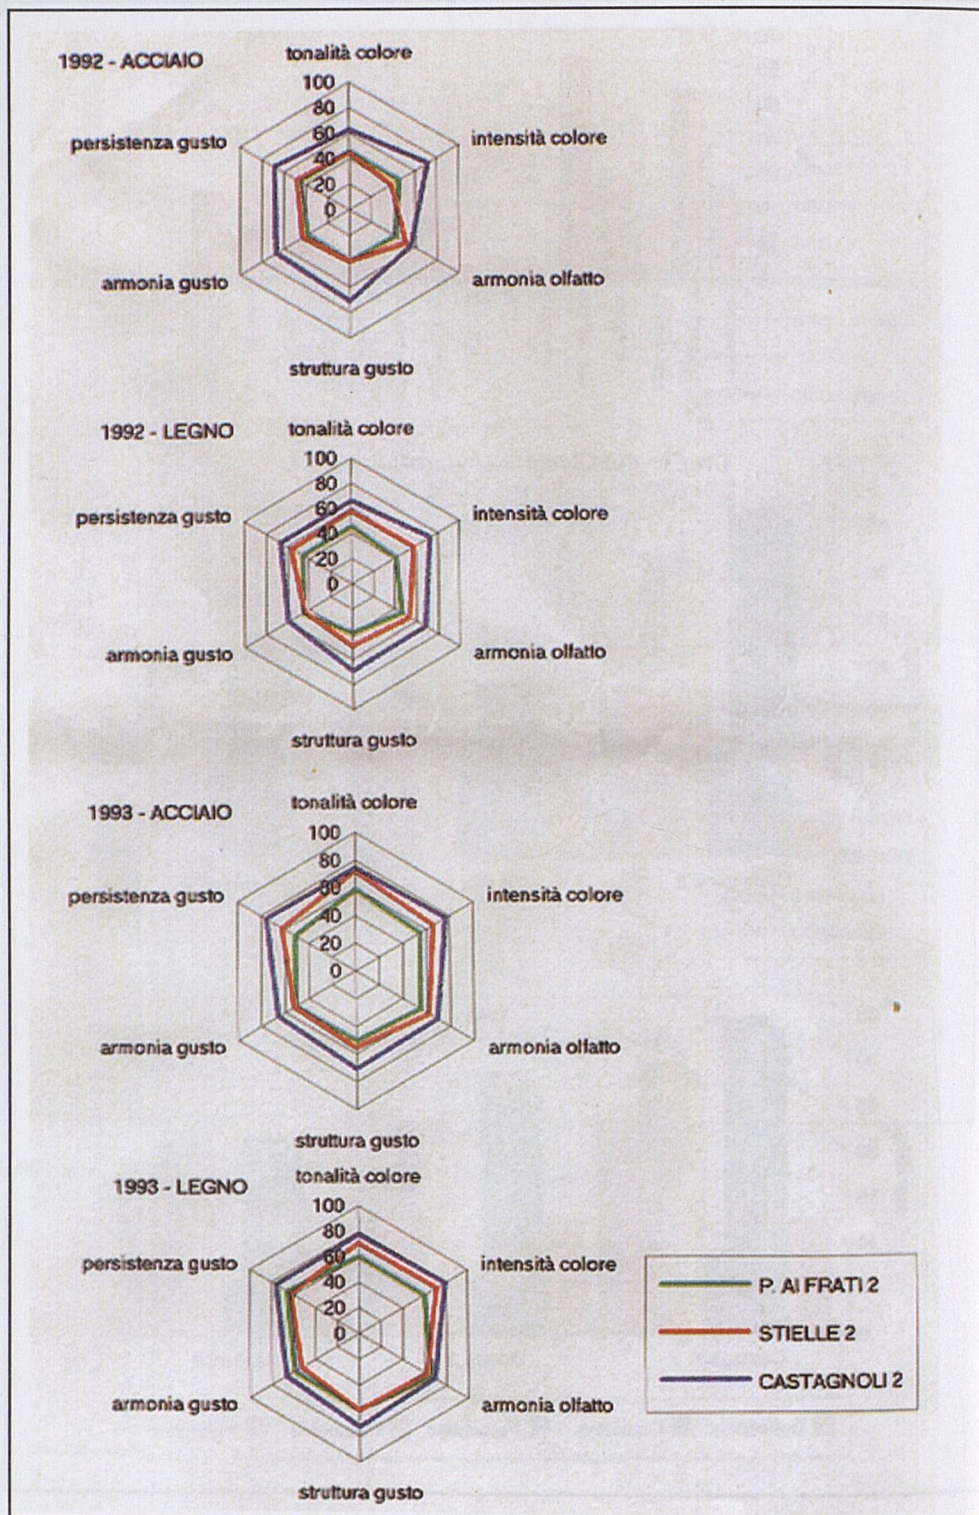 1992 - ACCIAIO
tonalità colore
100
80
60
40
20
0
persistenza gusto
intensità colore
armonia gusto
armonia olfatto
struttura gusto
1992 - LEGNO
tonalità colore
100
80
60
40
20
0
persistenza gusto
intensità colore
armonia gusto
armonia olfatto
struttura gusto
1993 - ACCIAIO
tonalità colore
100
80
60
40
20
0
persistenza gusto
intensità colore
armonia gusto
armonia olfatto
struttura gusto
1993 - LEGNO
tonalità colore
100
80
60
40
20
0
persistenza gusto
intensità colore
armonia gusto
armonia olfatto
struttura gusto
P. AI FRATI 2
STIELLE 2
CASTAGNOLI 2